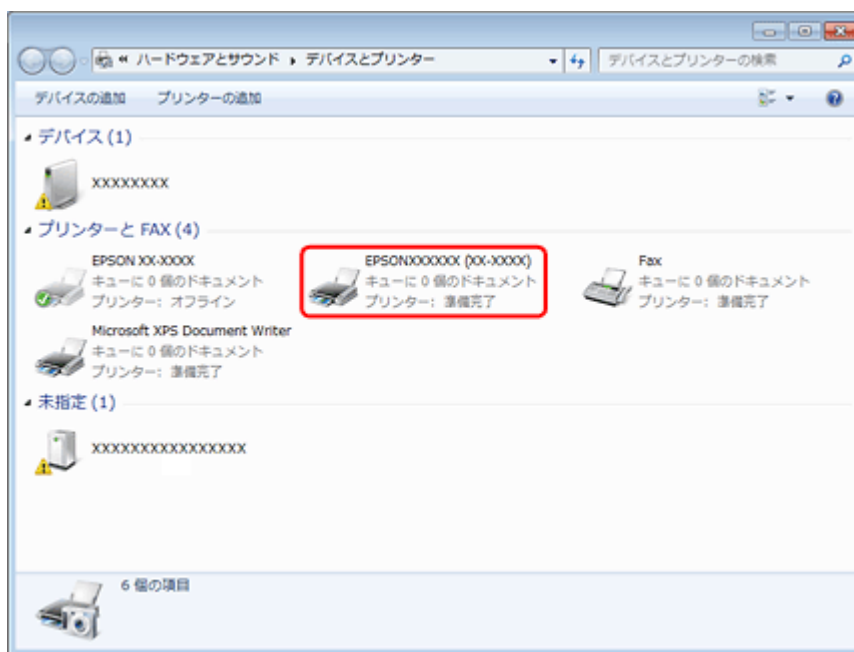 « ハードウェアとサウンド ▸ デバイスとプリンター
デバイスとプリンターの検索
デバイスの追加 プリンターの追加
デバイス (1)
XXXXXXXX
プリンターと FAX (4)
EPSON XX-XXXX
キューに 0 個のドキュメント
プリンター: オフライン
EPSONXXXXXX (XX-XXXX)
キューに 0 個のドキュメント
プリンター: 準備完了
Fax
キューに 0 個のドキュメント
プリンター: 準備完了
Microsoft XPS Document Writer
キューに 0 個のドキュメント
プリンター: 準備完了
未指定 (1)
XXXXXXXXXXXXXXXX
6 個の項目